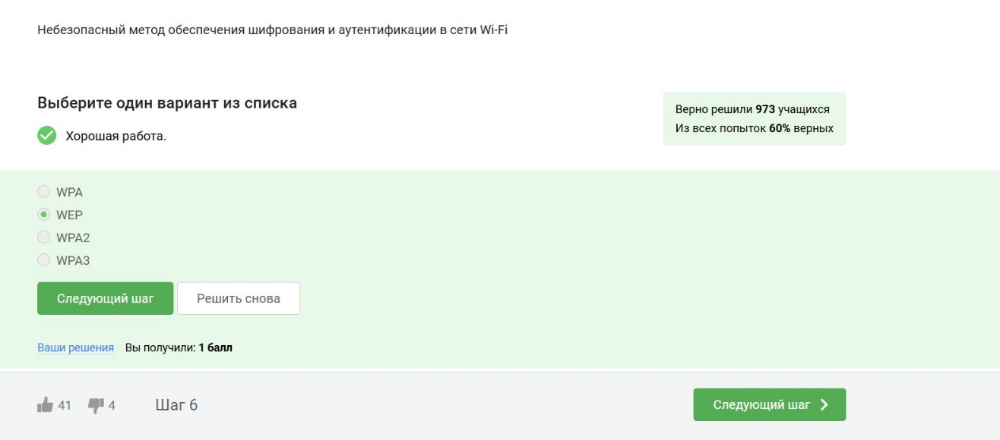 Небезопасный метод обеспечения шифрования и аутентификации в сети Wi-Fi
Выберите один вариант из списка
Хорошая работа.
Верно решили 973 учащихся
Из всех попыток 60% верных
WPA
WEP
WPA2
WPA3
Следующий шаг
Решить снова
Ваши решения Вы получили: 1 балл
41 4 Шаг 6
Следующий шаг